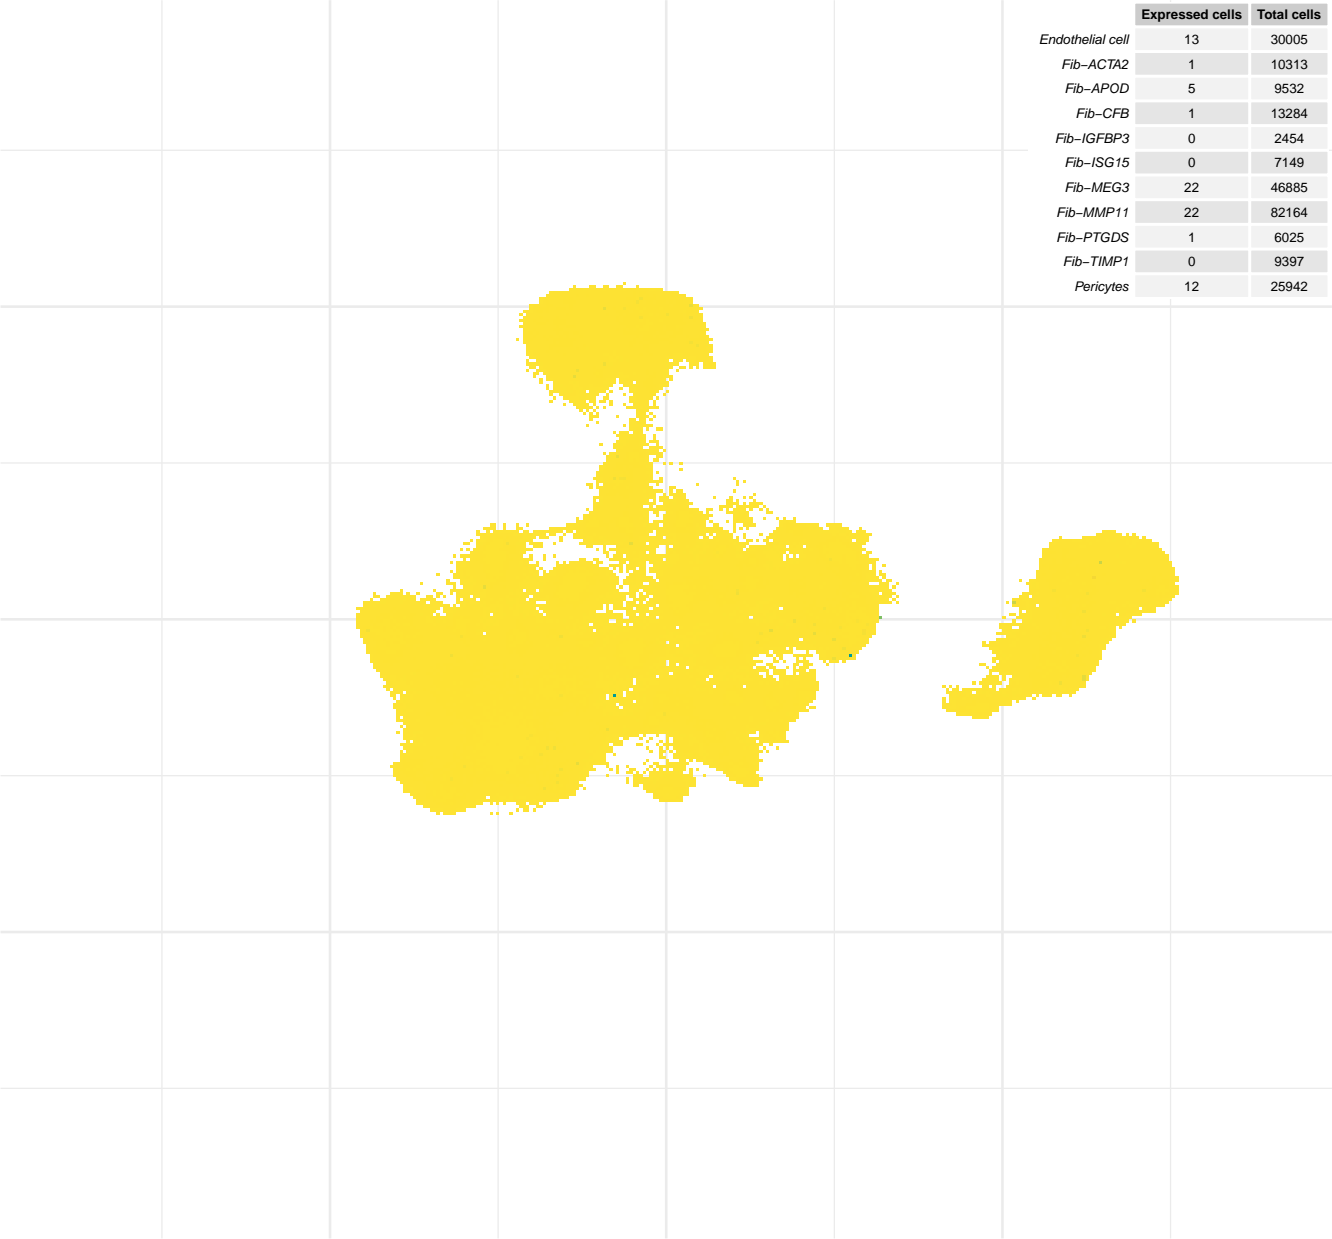 Expressed cells Total cells
Endothelial cell 13 30005
Fib−ACTA2 1 10313
Fib−APOD 5 9532
Fib−CFB 1 13284
Fib−IGFBP3 0 2454
Fib−ISG15 0 7149
Fib−MEG3 22 46885
Fib−MMP11 22 82164
Fib−PTGDS 1 6025
Fib−TIMP1 0 9397
Pericytes 12 25942